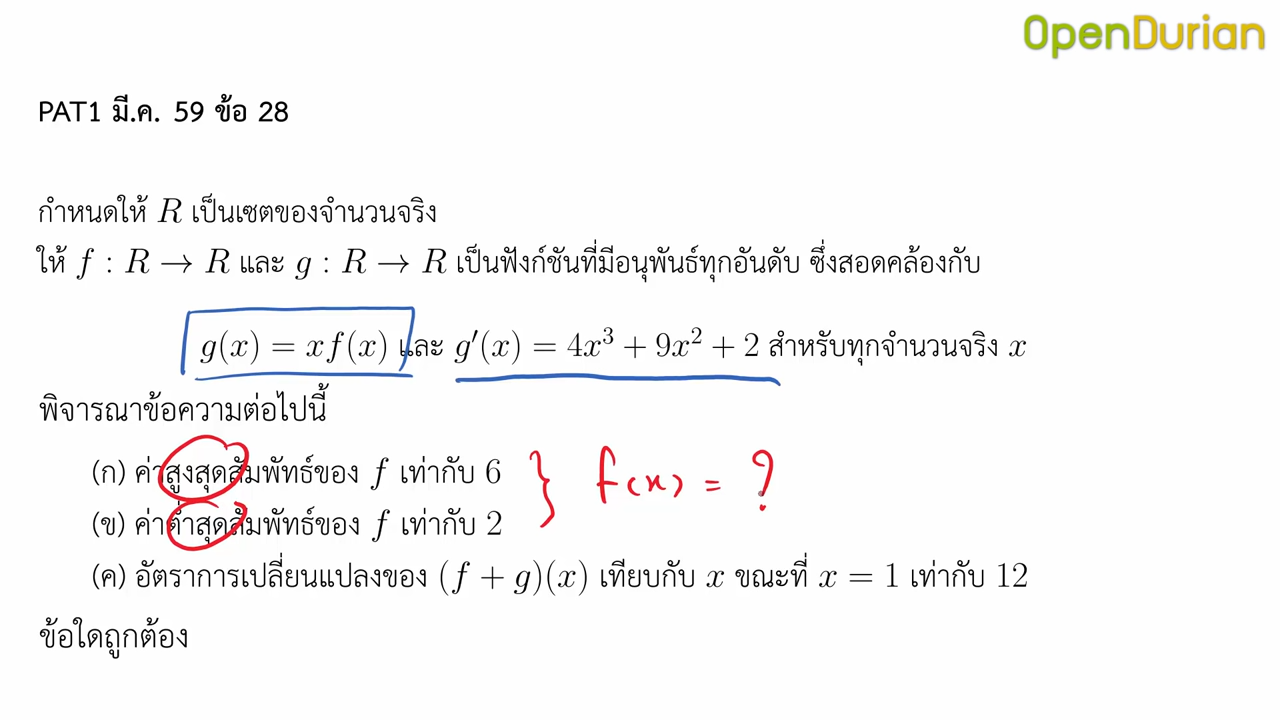 OpenDurian
PAT1 มี.ค. 59 ข้อ 28
กำหนดให้ R เป็นเซตของจำนวนจริง
ให้ f : R → R และ g : R → R เป็นฟังก์ชันที่มีอนุพันธ์ทุกอันดับ ซึ่งสอดคล้องกับ
g(x) = xf(x) และ g′(x) = 4x³ + 9x² + 2 สำหรับทุกจำนวนจริง x
พิจารณาข้อความต่อไปนี้
(ก) ค่าสูงสุดสัมพัทธ์ของ f เท่ากับ 6
(ข) ค่าต่ำสุดสัมพัทธ์ของ f เท่ากับ 2
} f(x) = ?
(ค) อัตราการเปลี่ยนแปลงของ (f + g)(x) เทียบกับ x ขณะที่ x = 1 เท่ากับ 12
ข้อใดถูกต้อง